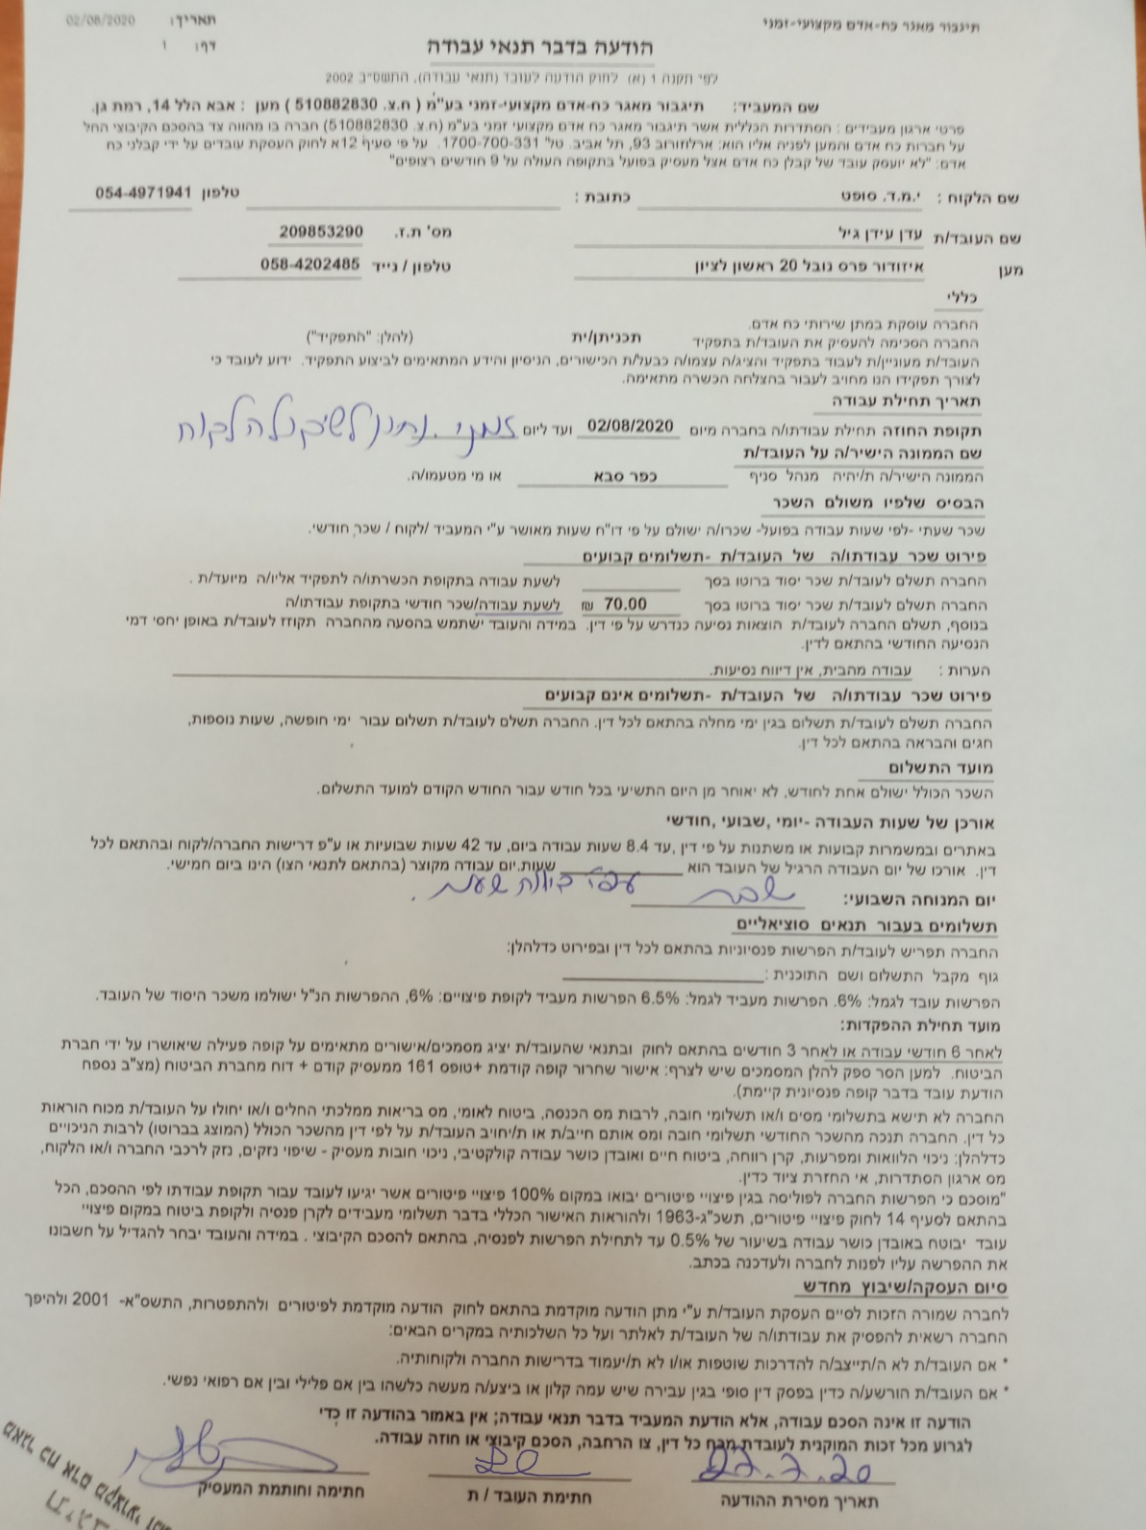 תיגבור מאגר כח-אדם מקצועי-זמני
תאריך: 02/08/2020
דף: 1
הודעה בדבר תנאי עבודה
לפי תקנה 1 (א) לחוק הודעה לעובד (תנאי עבודה), התשס"ב 2002
שם המעביד: תיגבור מאגר כח-אדם מקצועי-זמני בע"מ ( ח.צ. 510882830 ) מען : אבא הלל 14, רמת גן.
פרטי ארגון מעבידים : הסתדרות הכללית אשר תיגבור מאגר כח אדם מקצועי זמני בע"מ (ח.צ. 510882830) חברה בו מהווה צד בהסכם הקיבוצי החל
על חברות כח אדם והמען לפניה אליו הוא: ארלוזורוב 93, תל אביב. טל' 1700-700-331. על פי סעיף 12א לחוק העסקת עובדים על ידי קבלני כח
אדם: "לא יועסק עובד של קבלן כח אדם אצל מעסיק בפועל בתקופה העולה על 9 חודשים רצופים"
שם הלקוח : י.מ.ד. סופט כתובת : טלפון 054-4971941
שם העובד/ת עדן עידן גיל מס' ת.ז. 209853290
מען איזודור פרס נובל 20 ראשון לציון טלפון / נייד 058-4202485
כללי
החברה עוסקת במתן שירותי כח אדם.
החברה הסכימה להעסיק את העובד/ת בתפקיד תכניתן/ית (להלן: "התפקיד")
העובד/ת מעוניין/ת לעבוד בתפקיד והציג/ה עצמו/ה כבעל/ת הכישורים, הניסיון והידע המתאימים לביצוע התפקיד. ידוע לעובד כי
לצורך תפקידו הנו מחויב לעבור בהצלחה הכשרה מתאימה.
תאריך תחילת עבודה
תקופת החוזה תחילת עבודתו/ה בחברה מיום 02/08/2020 ועד ליום זמני. נתון לשיקול הלקוח
שם הממונה הישיר/ה על העובד/ת
הממונה הישיר/ה ת/יהיה מנהל סניף כפר סבא או מי מטעמו/ה.
הבסיס שלפיו משולם השכר
שכר שעתי -לפי שעות עבודה בפועל- שכרו/ה ישולם על פי דו"ח שעות מאושר ע"י המעביד /לקוח / שכר חודשי.
פירוט שכר עבודתו/ה של העובד/ת -תשלומים קבועים
החברה תשלם לעובד/ת שכר יסוד ברוטו בסך לשעת עבודה בתקופת הכשרתו/ה לתפקיד אליו/ה מיועד/ת .
החברה תשלם לעובד/ת שכר יסוד ברוטו בסך 70.00 ₪ לשעת עבודה/שכר חודשי בתקופת עבודתו/ה
בנוסף, תשלם החברה לעובד/ת הוצאות נסיעה כנדרש על פי דין. במידה והעובד ישתמש בהסעה מהחברה תקוזז לעובד/ת באופן יחסי דמי
הנסיעה החודשי בהתאם לדין.
הערות : עבודה מהבית, אין דיווח נסיעות.
פירוט שכר עבודתו/ה של העובד/ת -תשלומים אינם קבועים
החברה תשלם לעובד/ת תשלום בגין ימי מחלה בהתאם לכל דין. החברה תשלם לעובד/ת תשלום עבור ימי חופשה, שעות נוספות,
חגים והבראה בהתאם לכל דין.
מועד התשלום
השכר הכולל ישולם אחת לחודש, לא יאוחר מן היום התשיעי בכל חודש עבור החודש הקודם למועד התשלום.
אורכן של שעות העבודה -יומי ,שבועי ,חודשי
באתרים ובמשמרות קבועות או משתנות על פי דין ,עד 8.4 שעות עבודה ביום, עד 42 שעות שבועיות או ע"פ דרישות החברה/לקוח ובהתאם לכל
דין. אורכו של יום העבודה הרגיל של העובד הוא שעות.יום עבודה מקוצר (בהתאם לתנאי הצו) הינו ביום חמישי.
יום המנוחה השבועי: שבת
תשלומים בעבור תנאים סוציאליים
החברה תפריש לעובד/ת הפרשות פנסיוניות בהתאם לכל דין ובפירוט כדלהלן:
גוף מקבל התשלום ושם התוכנית :
הפרשות עובד לגמל: 6%. הפרשות מעביד לגמל: 6.5% הפרשות מעביד לקופת פיצויים: 6%, ההפרשות הנ"ל ישולמו משכר היסוד של העובד.
מועד תחילת ההפקדות:
לאחר 6 חודשי עבודה או לאחר 3 חודשים בהתאם לחוק ובתנאי שהעובד/ת יציג מסמכים/אישורים מתאימים על קופה פעילה שיאושרו על ידי חברת
הביטוח. למען הסר ספק להלן המסמכים שיש לצרף: אישור שחרור קופה קודמת +טופס 161 ממעסיק קודם + דוח מחברת הביטוח (מצ"ב נספח
הודעת עובד בדבר קופה פנסיונית קיימת).
החברה לא תישא בתשלומי מסים ו/או תשלומי חובה, לרבות מס הכנסה, ביטוח לאומי, מס בריאות ממלכתי החלים ו/או יחולו על העובד/ת מכוח הוראות
כל דין. החברה תנכה מהשכר החודשי תשלומי חובה ומס אותם חייב/ת או ת/יחויב העובד/ת על לפי דין מהשכר הכולל (המוצג בברוטו) לרבות הניכויים
כדלהלן: ניכוי הלוואות ומפרעות, קרן רווחה, ביטוח חיים ואובדן כושר עבודה קולקטיבי, ניכוי חובות מעסיק - שיפוי נזקים, נזק לרכבי החברה ו/או הלקוח,
מס ארגון הסתדרות, אי החזרת ציוד כדין.
"מוסכם כי הפרשות החברה לפוליסה בגין פיצויי פיטורים יבואו במקום 100% פיצויי פיטורים אשר יגיעו לעובד עבור תקופת עבודתו לפי ההסכם, הכל
בהתאם לסעיף 14 לחוק פיצויי פיטורים, תשכ"ג-1963 ולהוראות האישור הכללי בדבר תשלומי מעבידים לקרן פנסיה ולקופת ביטוח במקום פיצויי
עובד יבוטח באובדן כושר עבודה בשיעור של 0.5% עד לתחילת הפרשות לפנסיה, בהתאם להסכם הקיבוצי . במידה והעובד יבחר להגדיל על חשבונו
את ההפרשה עליו לפנות לחברה ולעדכנה בכתב.
סיום העסקה/שיבוץ מחדש
לחברה שמורה הזכות לסיים העסקת העובד/ת ע"י מתן הודעה מוקדמת בהתאם לחוק הודעה מוקדמת לפיטורים ולהתפטרות, התשס"א- 2001 ולהיפך
החברה רשאית להפסיק את עבודתו/ה של העובד/ת לאלתר ועל כל השלכותיה במקרים הבאים:
* אם העובד/ת לא ה/תייצב/ה להדרכות שוטפות או/ו לא ת/יעמוד בדרישות החברה ולקוחותיה.
* אם העובד/ת הורשע/ה כדין בפסק דין סופי בגין עבירה שיש עמה קלון או ביצע/ה מעשה כלשהו בין אם פלילי ובין אם רפואי נפשי.
הודעה זו אינה הסכם עבודה, אלא הודעת המעביד בדבר תנאי עבודה; אין באמור בהודעה זו כדי
לגרוע מכל זכות המוקנית לעובדת מכח כל דין, צו הרחבה, הסכם קיבוצי או חוזה עבודה.
22.7.20
תאריך מסירת ההודעה חתימת העובד / ת חתימה וחותמת המעסיק